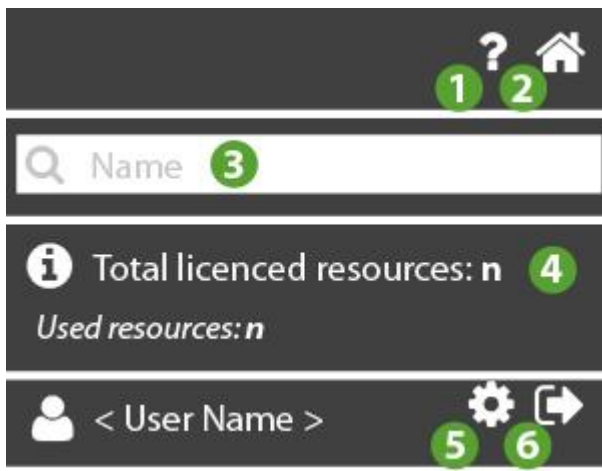 ?
1 2
Name 3
Total licenced resources: n 4
Used resources: n
< User Name >
5 6